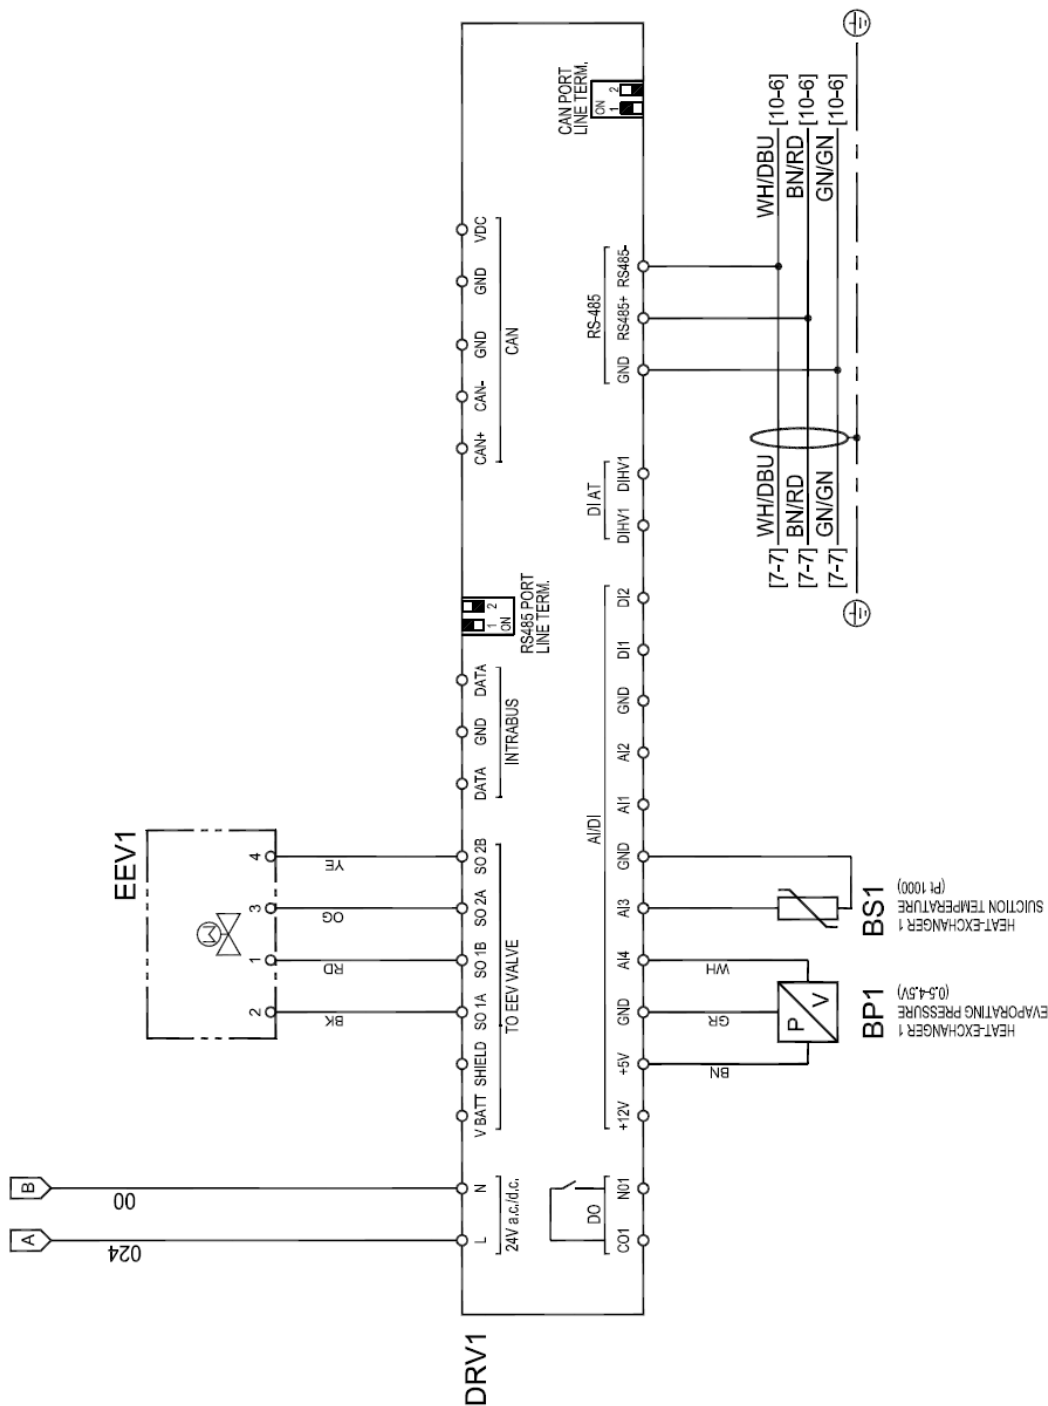 DRV1
A
B
024
00
L
N
24V a.c./d.c.
V BATT
SHIELD
SO 1A
SO 1B
SO 2A
SO 2B
TO EEV VALVE
BK
RD
OG
YE
2
1
3
4
M
EEV1
DATA
GND
DATA
INTRABUS
1
2
ON
RS485 PORT
LINE TERM.
CAN+
CAN-
GND
GND
VDC
CAN
CAN PORT
LINE TERM.
ON
1
2
CO1
N01
DO
+12V
+5V
GND
AI4
AI3
GND
AI1
AI2
GND
DI1
DI2
AI/DI
DIHV1
DIHV1
DI AT
GND
RS485+
RS485-
RS-485
BN
GR
WH
P
V
BP1
HEAT-EXCHANGER 1
EVAPORATING PRESSURE
(0.5-4.5V)
BS1
HEAT-EXCHANGER 1
SUICTION TEMPERATURE
(Pt 1000)
[7-7] WH/DBU
[7-7] BN/RD
[7-7] GN/GN
WH/DBU [10-6]
BN/RD [10-6]
GN/GN [10-6]